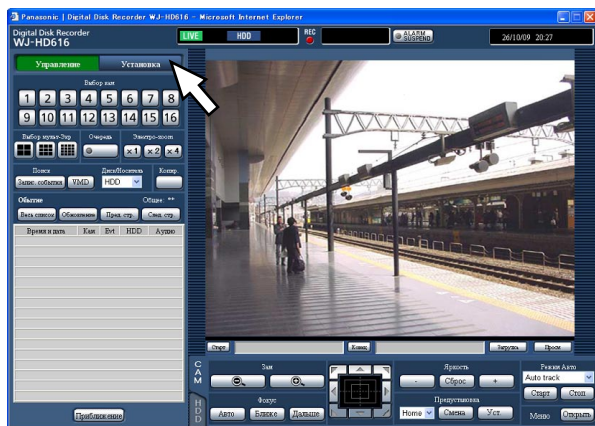 Panasonic | Digital Disk Recorder WJ-HD616 - Microsoft Internet Explorer
Digital Disk Recorder
WJ-HD616
LIVE HDD REC ALARM SUSPEND 26/10/09 20:27
Управление Установка
Выбор кам
1 2 3 4 5 6 7 8
9 10 11 12 13 14 15 16
Выбор мульт-Экр Очередь Электро-zoom
x1 x2 x4
Поиск Диск/Носитель Копир.
Запис. события VMD HDD
Обытие Общее: **
Весь список Обновление Пред. стр. След. стр.
Время и дата Кам Evt HDD Аудио
Приближение
Старт Конец Загрузка Просм
CAM
HDD
Зам
Фокус
Авто Ближе Дальше
Яркость
- Сброс +
Предустановка
Home Смена Уст.
Режим Авто
Auto track
Старт Стоп
Меню Открыть